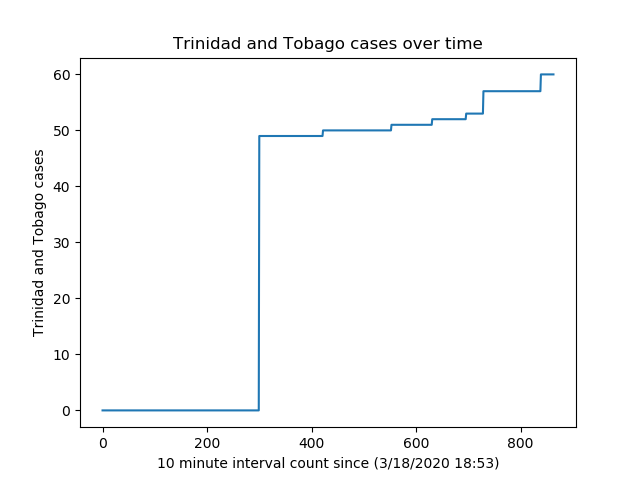 Trinidad and Tobago cases over time
60
50
40
30
20
10
0
Trinidad and Tobago cases
0 200 400 600 800
10 minute interval count since (3/18/2020 18:53)